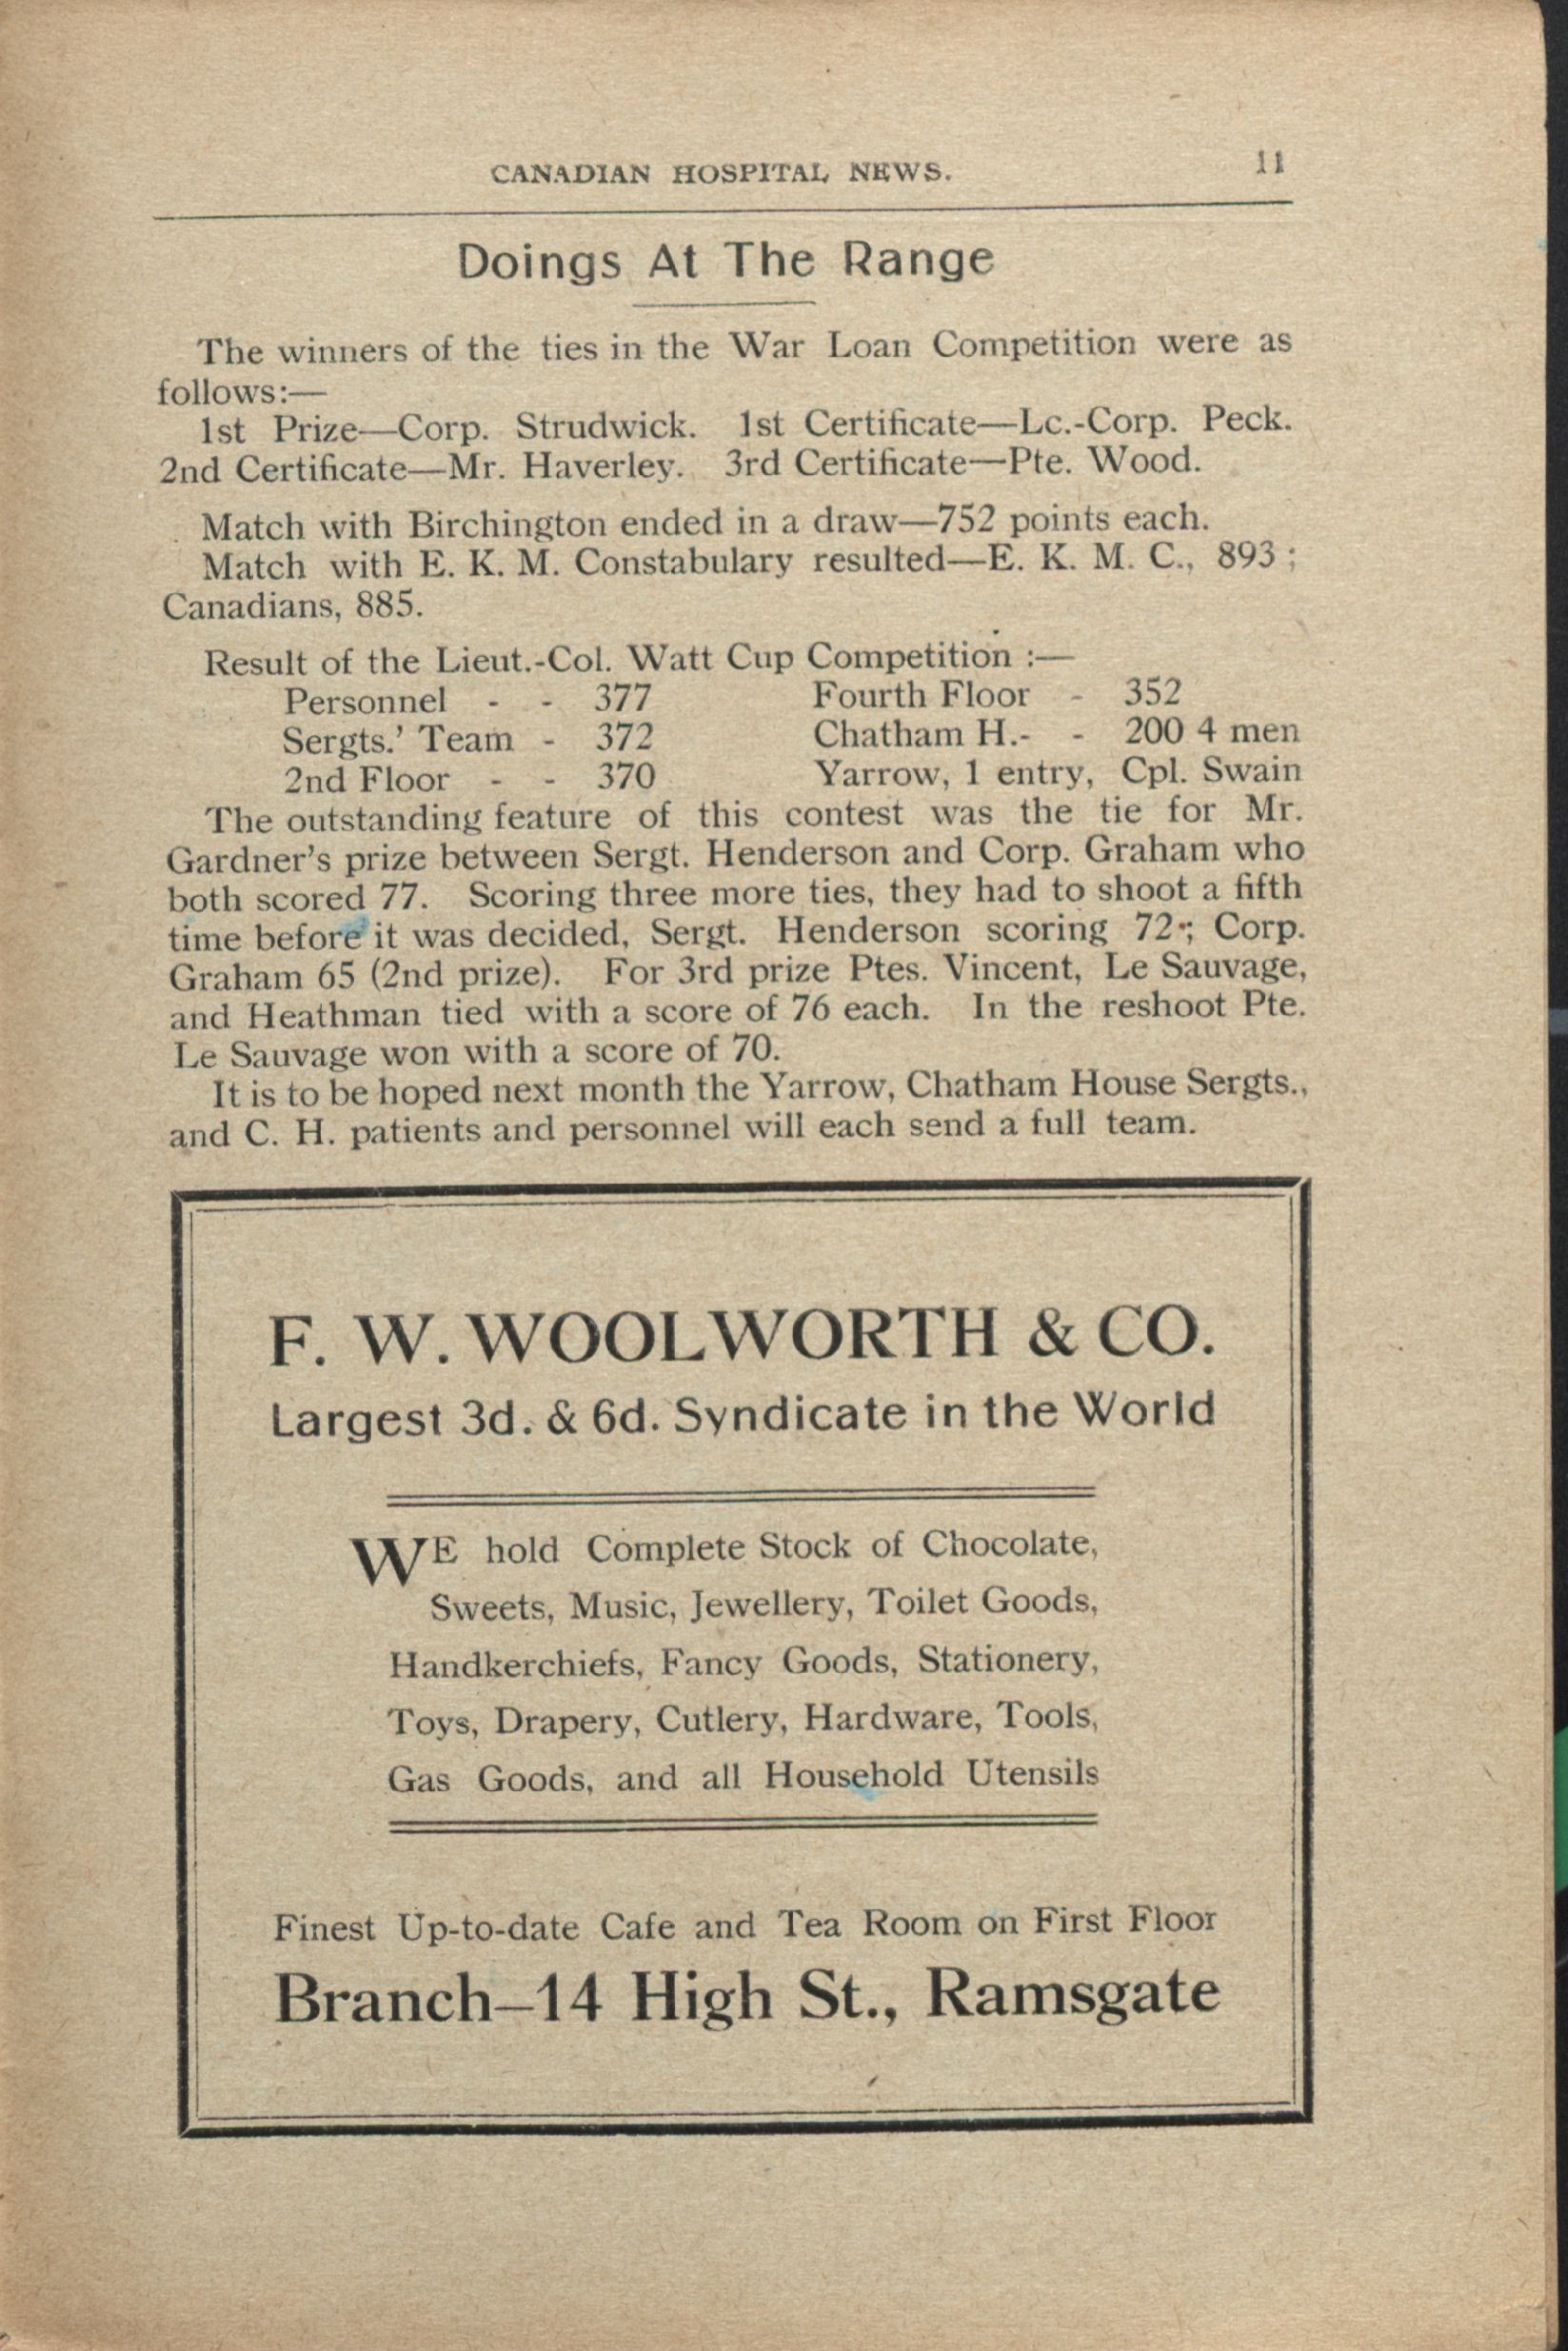 CANADIAN HOSPITAL NEWS. 11
Doings At The Range
The winners of the ties in the War Loan Competition were as
follows:—
1st Prize—Corp. Strudwick. 1st Certificate—Lc.-Corp. Peck.
2nd Certificate—Mr. Haverley. 3rd Certificate—Pte. Wood.
Match with Birchington ended in a draw—752 points each.
Match with E. K. M. Constabulary resulted—E. K. M. C., 893 ;
Canadians, 885.
Result of the Lieut.-Col. Watt Cup Competition :—
Personnel - - 377 Fourth Floor - 352
Sergts.' Team - 372 Chatham H.- - 200 4 men
2nd Floor - - 370 Yarrow, 1 entry, Cpl. Swain
The outstanding feature of this contest was the tie for Mr.
Gardner's prize between Sergt. Henderson and Corp. Graham who
both scored 77. Scoring three more ties, they had to shoot a fifth
time before it was decided, Sergt. Henderson scoring 72; Corp.
Graham 65 (2nd prize). For 3rd prize Ptes. Vincent, Le Sauvage,
and Heathman tied with a score of 76 each. In the reshoot Pte.
Le Sauvage won with a score of 70.
It is to be hoped next month the Yarrow, Chatham House Sergts.,
and C. H. patients and personnel will each send a full team.
F. W. WOOLWORTH & CO.
Largest 3d. & 6d. Syndicate in the World
WE hold Complete Stock of Chocolate,
Sweets, Music, Jewellery, Toilet Goods,
Handkerchiefs, Fancy Goods, Stationery,
Toys, Drapery, Cutlery, Hardware, Tools,
Gas Goods, and all Household Utensils
Finest Up-to-date Cafe and Tea Room on First Floor
Branch—14 High St., Ramsgate